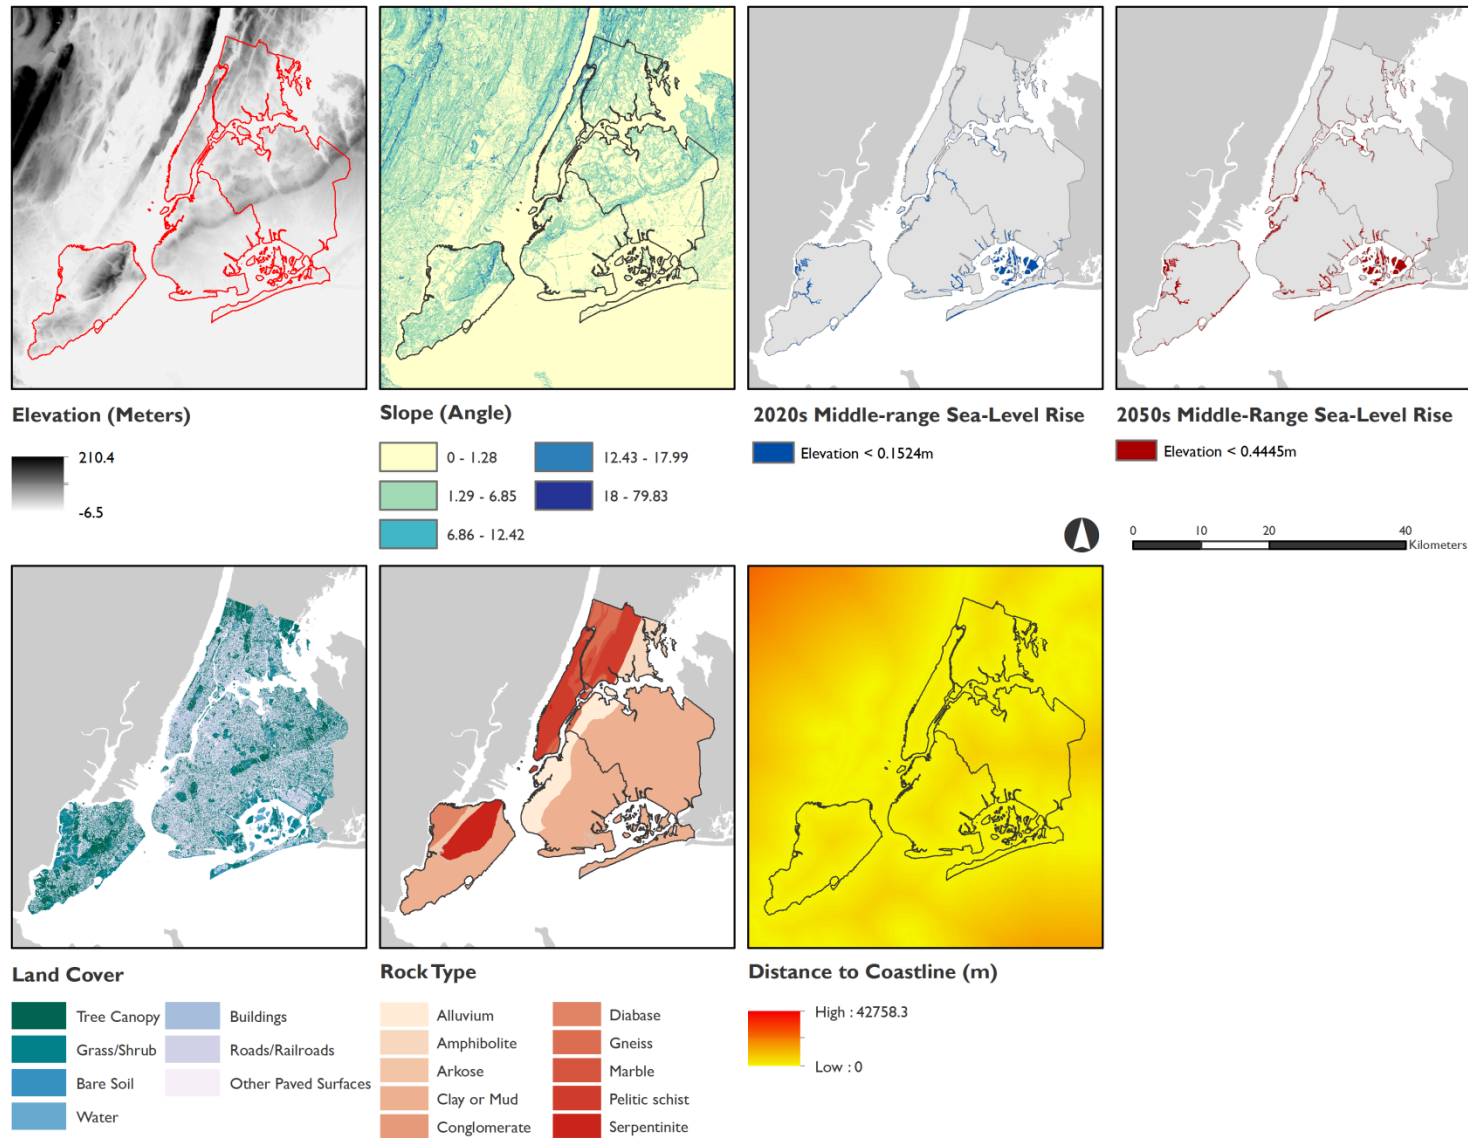 Elevation (Meters)
210.4
-6.5
Slope (Angle)
0 - 1.28
1.29 - 6.85
6.86 - 12.42
12.43 - 17.99
18 - 79.83
2020s Middle-range Sea-Level Rise
Elevation < 0.1524m
2050s Middle-Range Sea-Level Rise
Elevation < 0.4445m
0 10 20 40
Kilometers
Land Cover
Tree Canopy
Grass/Shrub
Bare Soil
Water
Buildings
Roads/Railroads
Other Paved Surfaces
Rock Type
Alluvium
Amphibolite
Arkose
Clay or Mud
Conglomerate
Diabase
Gneiss
Marble
Pelitic schist
Serpentinite
Distance to Coastline (m)
High : 42758.3
Low : 0